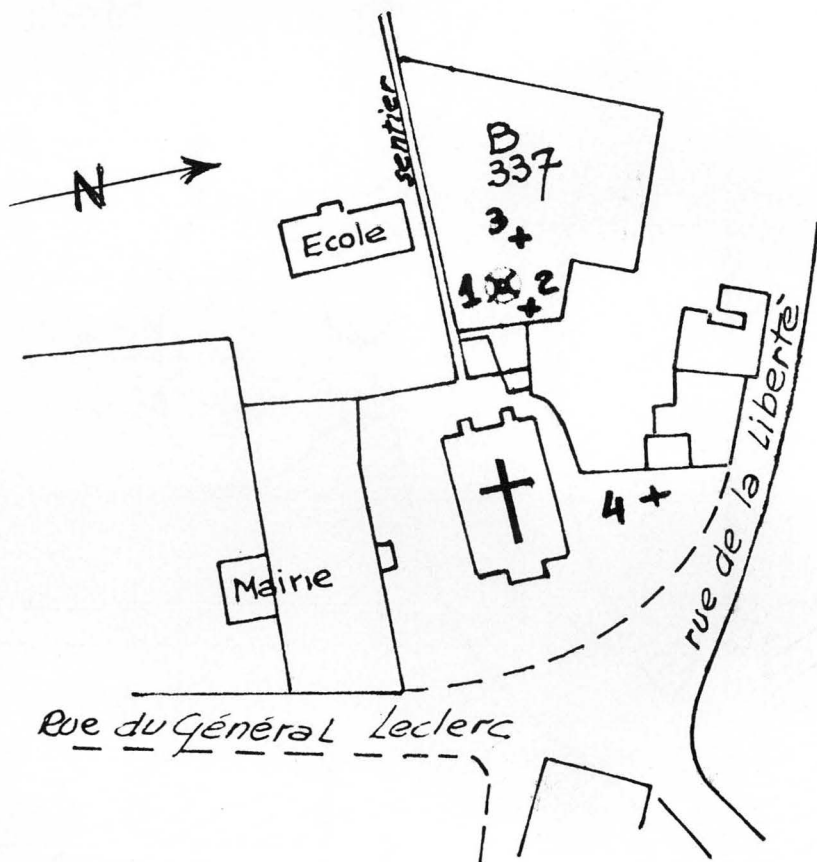 sentier
B
337
N
Ecole
3
1
2
4
rue de la Liberté
Mairie
Rue du Général Leclerc